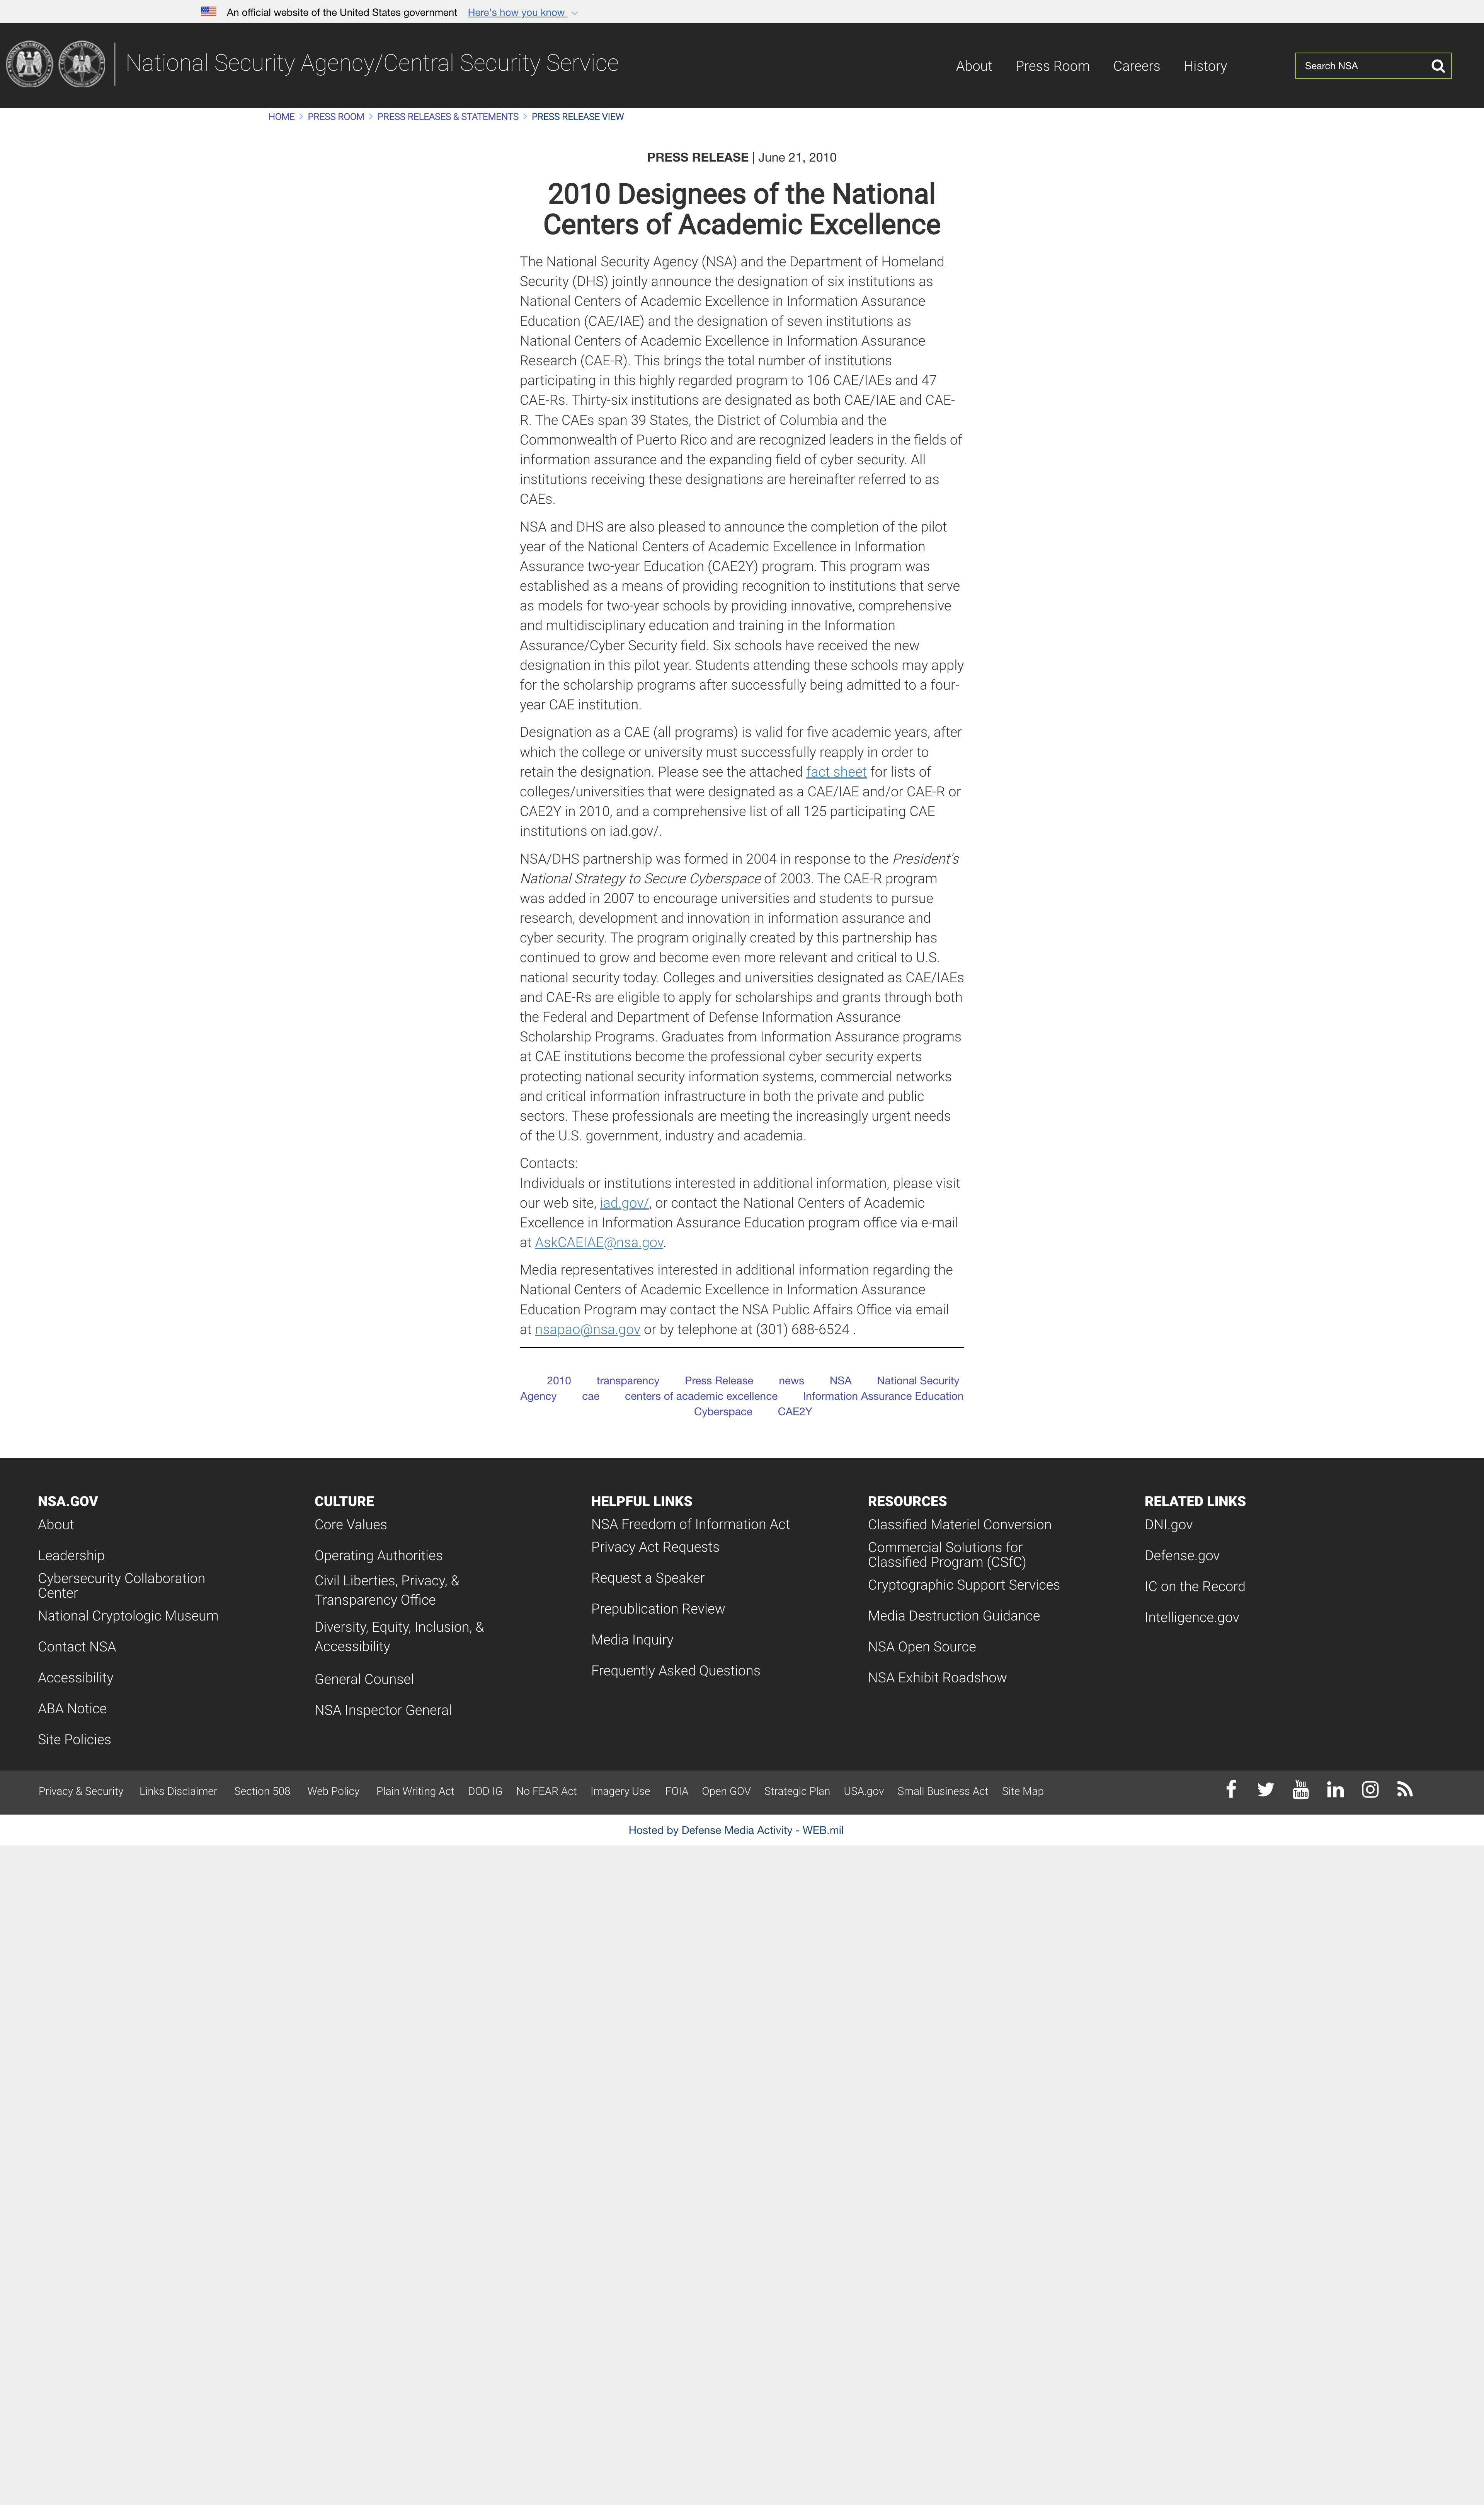 An official website of the United States government Here's how you know
National Security Agency/Central Security Service
About Press Room Careers History
Search NSA
HOME > PRESS ROOM > PRESS RELEASES & STATEMENTS > PRESS RELEASE VIEW
PRESS RELEASE | June 21, 2010
2010 Designees of the National
Centers of Academic Excellence
The National Security Agency (NSA) and the Department of Homeland
Security (DHS) jointly announce the designation of six institutions as
National Centers of Academic Excellence in Information Assurance
Education (CAE/IAE) and the designation of seven institutions as
National Centers of Academic Excellence in Information Assurance
Research (CAE-R). This brings the total number of institutions
participating in this highly regarded program to 106 CAE/IAEs and 47
CAE-Rs. Thirty-six institutions are designated as both CAE/IAE and CAE-
R. The CAEs span 39 States, the District of Columbia and the
Commonwealth of Puerto Rico and are recognized leaders in the fields of
information assurance and the expanding field of cyber security. All
institutions receiving these designations are hereinafter referred to as
CAEs.
NSA and DHS are also pleased to announce the completion of the pilot
year of the National Centers of Academic Excellence in Information
Assurance two-year Education (CAE2Y) program. This program was
established as a means of providing recognition to institutions that serve
as models for two-year schools by providing innovative, comprehensive
and multidisciplinary education and training in the Information
Assurance/Cyber Security field. Six schools have received the new
designation in this pilot year. Students attending these schools may apply
for the scholarship programs after successfully being admitted to a four-
year CAE institution.
Designation as a CAE (all programs) is valid for five academic years, after
which the college or university must successfully reapply in order to
retain the designation. Please see the attached fact sheet for lists of
colleges/universities that were designated as a CAE/IAE and/or CAE-R or
CAE2Y in 2010, and a comprehensive list of all 125 participating CAE
institutions on iad.gov/.
NSA/DHS partnership was formed in 2004 in response to the President's
National Strategy to Secure Cyberspace of 2003. The CAE-R program
was added in 2007 to encourage universities and students to pursue
research, development and innovation in information assurance and
cyber security. The program originally created by this partnership has
continued to grow and become even more relevant and critical to U.S.
national security today. Colleges and universities designated as CAE/IAEs
and CAE-Rs are eligible to apply for scholarships and grants through both
the Federal and Department of Defense Information Assurance
Scholarship Programs. Graduates from Information Assurance programs
at CAE institutions become the professional cyber security experts
protecting national security information systems, commercial networks
and critical information infrastructure in both the private and public
sectors. These professionals are meeting the increasingly urgent needs
of the U.S. government, industry and academia.
Contacts:
Individuals or institutions interested in additional information, please visit
our web site, iad.gov/, or contact the National Centers of Academic
Excellence in Information Assurance Education program office via e-mail
at AskCAEIAE@nsa.gov.
Media representatives interested in additional information regarding the
National Centers of Academic Excellence in Information Assurance
Education Program may contact the NSA Public Affairs Office via email
at nsapao@nsa.gov or by telephone at (301) 688-6524 .
2010 transparency Press Release news NSA National Security
Agency cae centers of academic excellence Information Assurance Education
Cyberspace CAE2Y
NSA.GOV
About
Leadership
Cybersecurity Collaboration
Center
National Cryptologic Museum
Contact NSA
Accessibility
ABA Notice
Site Policies
CULTURE
Core Values
Operating Authorities
Civil Liberties, Privacy, &
Transparency Office
Diversity, Equity, Inclusion, &
Accessibility
General Counsel
NSA Inspector General
HELPFUL LINKS
NSA Freedom of Information Act
Privacy Act Requests
Request a Speaker
Prepublication Review
Media Inquiry
Frequently Asked Questions
RESOURCES
Classified Materiel Conversion
Commercial Solutions for
Classified Program (CSfC)
Cryptographic Support Services
Media Destruction Guidance
NSA Open Source
NSA Exhibit Roadshow
RELATED LINKS
DNI.gov
Defense.gov
IC on the Record
Intelligence.gov
Privacy & Security Links Disclaimer Section 508 Web Policy Plain Writing Act DOD IG No FEAR Act Imagery Use FOIA Open GOV Strategic Plan USA.gov Small Business Act Site Map
Hosted by Defense Media Activity - WEB.mil